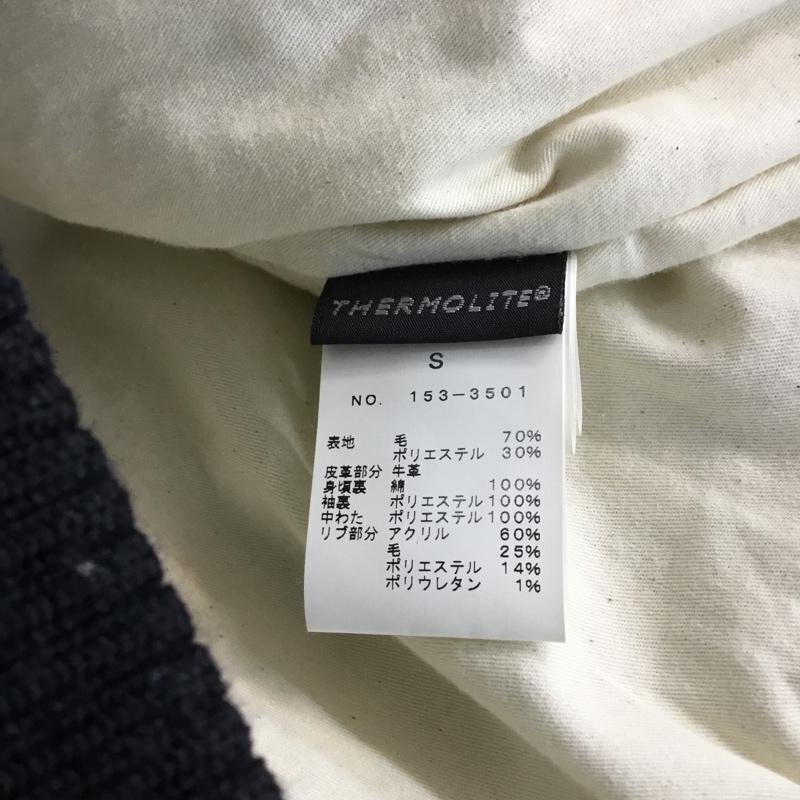 THERMOLITE®
S
NO. 153-3501
表地 毛 70%
ポリエステル 30%
皮革部分 牛革
身頃裏 綿 100%
袖裏 ポリエステル 100%
中わた ポリエステル 100%
リブ部分 アクリル 60%
毛 25%
ポリエステル 14%
ポリウレタン 1%